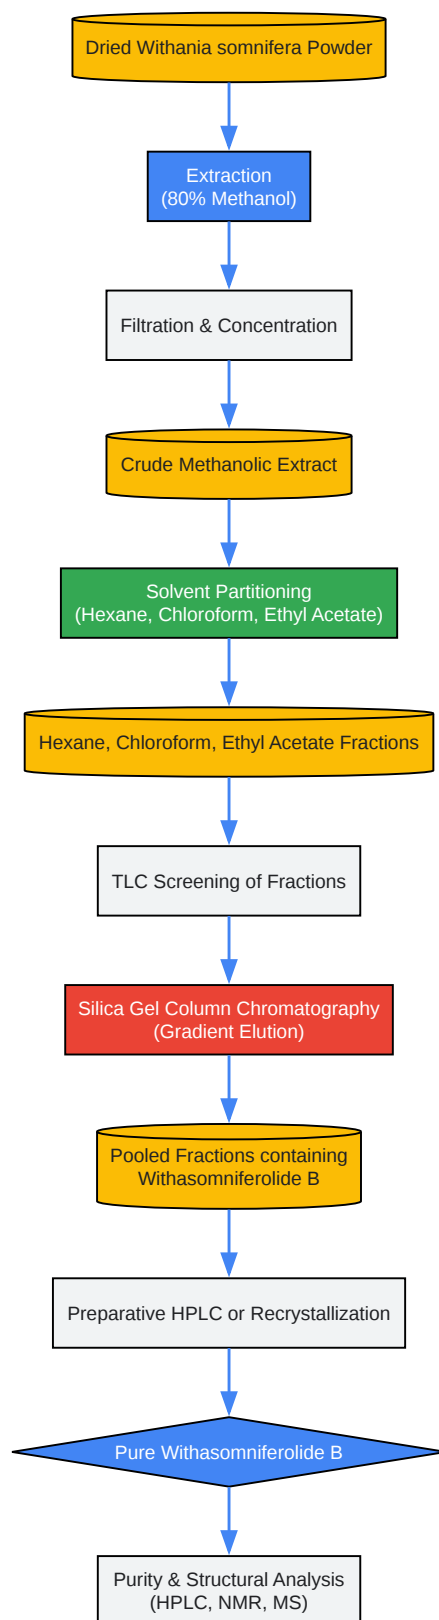 Dried Withania somnifera Powder
Extraction
(80% Methanol)
Filtration & Concentration
Crude Methanolic Extract
Solvent Partitioning
(Hexane, Chloroform, Ethyl Acetate)
Hexane, Chloroform, Ethyl Acetate Fractions
TLC Screening of Fractions
Silica Gel Column Chromatography
(Gradient Elution)
Pooled Fractions containing
Withasomniferolide B
Preparative HPLC or Recrystallization
Pure Withasomniferolide B
Purity & Structural Analysis
(HPLC, NMR, MS)